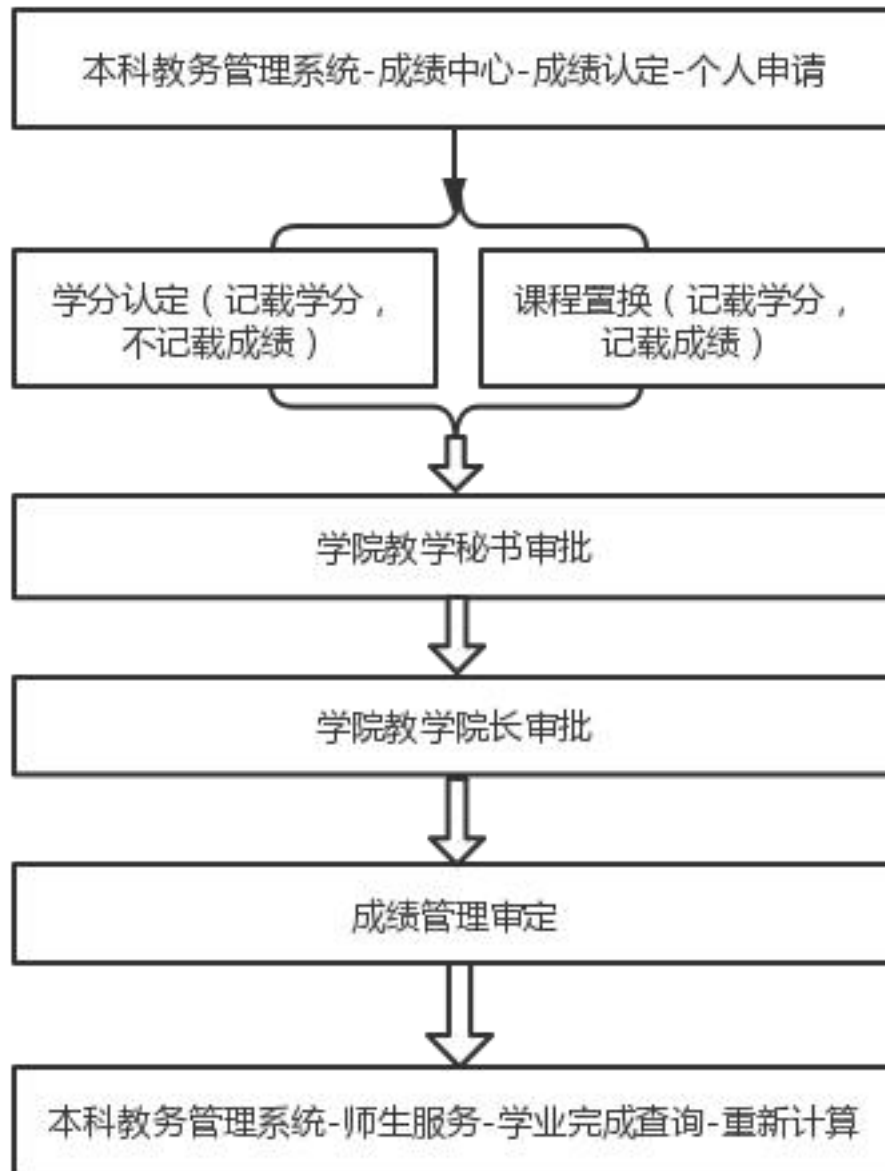 本科教务管理系统-成绩中心-成绩认定-个人申请
学分认定（记载学分，
不记载成绩）
课程置换（记载学分，
记载成绩）
学院教学秘书审批
学院教学院长审批
成绩管理审定
本科教务管理系统-师生服务-学业完成查询-重新计算